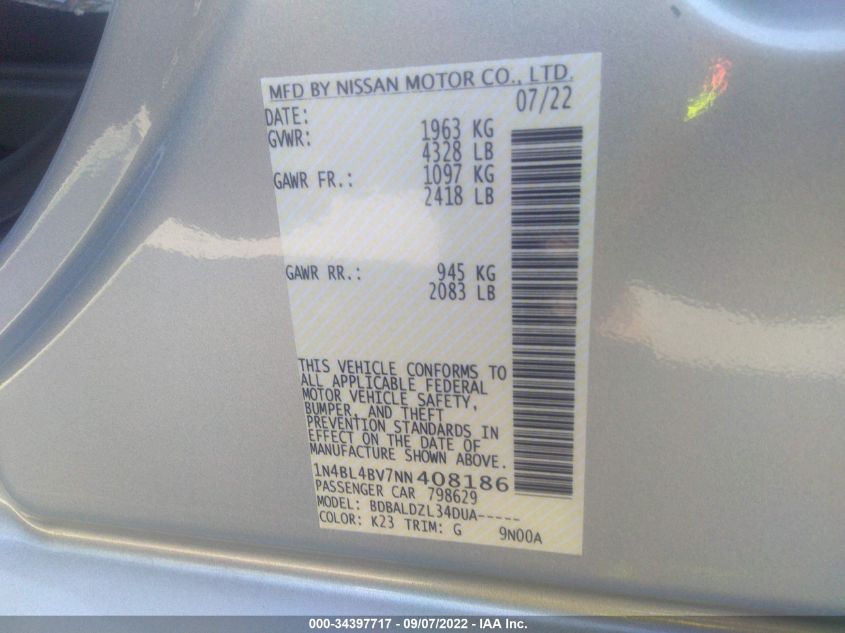 MFD BY NISSAN MOTOR CO., LTD.
DATE: 07/22
GVWR: 1963 KG
4328 LB
GAWR FR.: 1097 KG
2418 LB
GAWR RR.: 945 KG
2083 LB
THIS VEHICLE CONFORMS TO
ALL APPLICABLE FEDERAL
MOTOR VEHICLE SAFETY,
BUMPER, AND THEFT
PREVENTION STANDARDS IN
EFFECT ON THE DATE OF
MANUFACTURE SHOWN ABOVE.
1N4BL4BV7NN408186
PASSENGER CAR 798629
MODEL: BDBALDZL34DUA-----
COLOR: K23 TRIM: G 9N00A
000-34397717 - 09/07/2022 - IAA Inc.